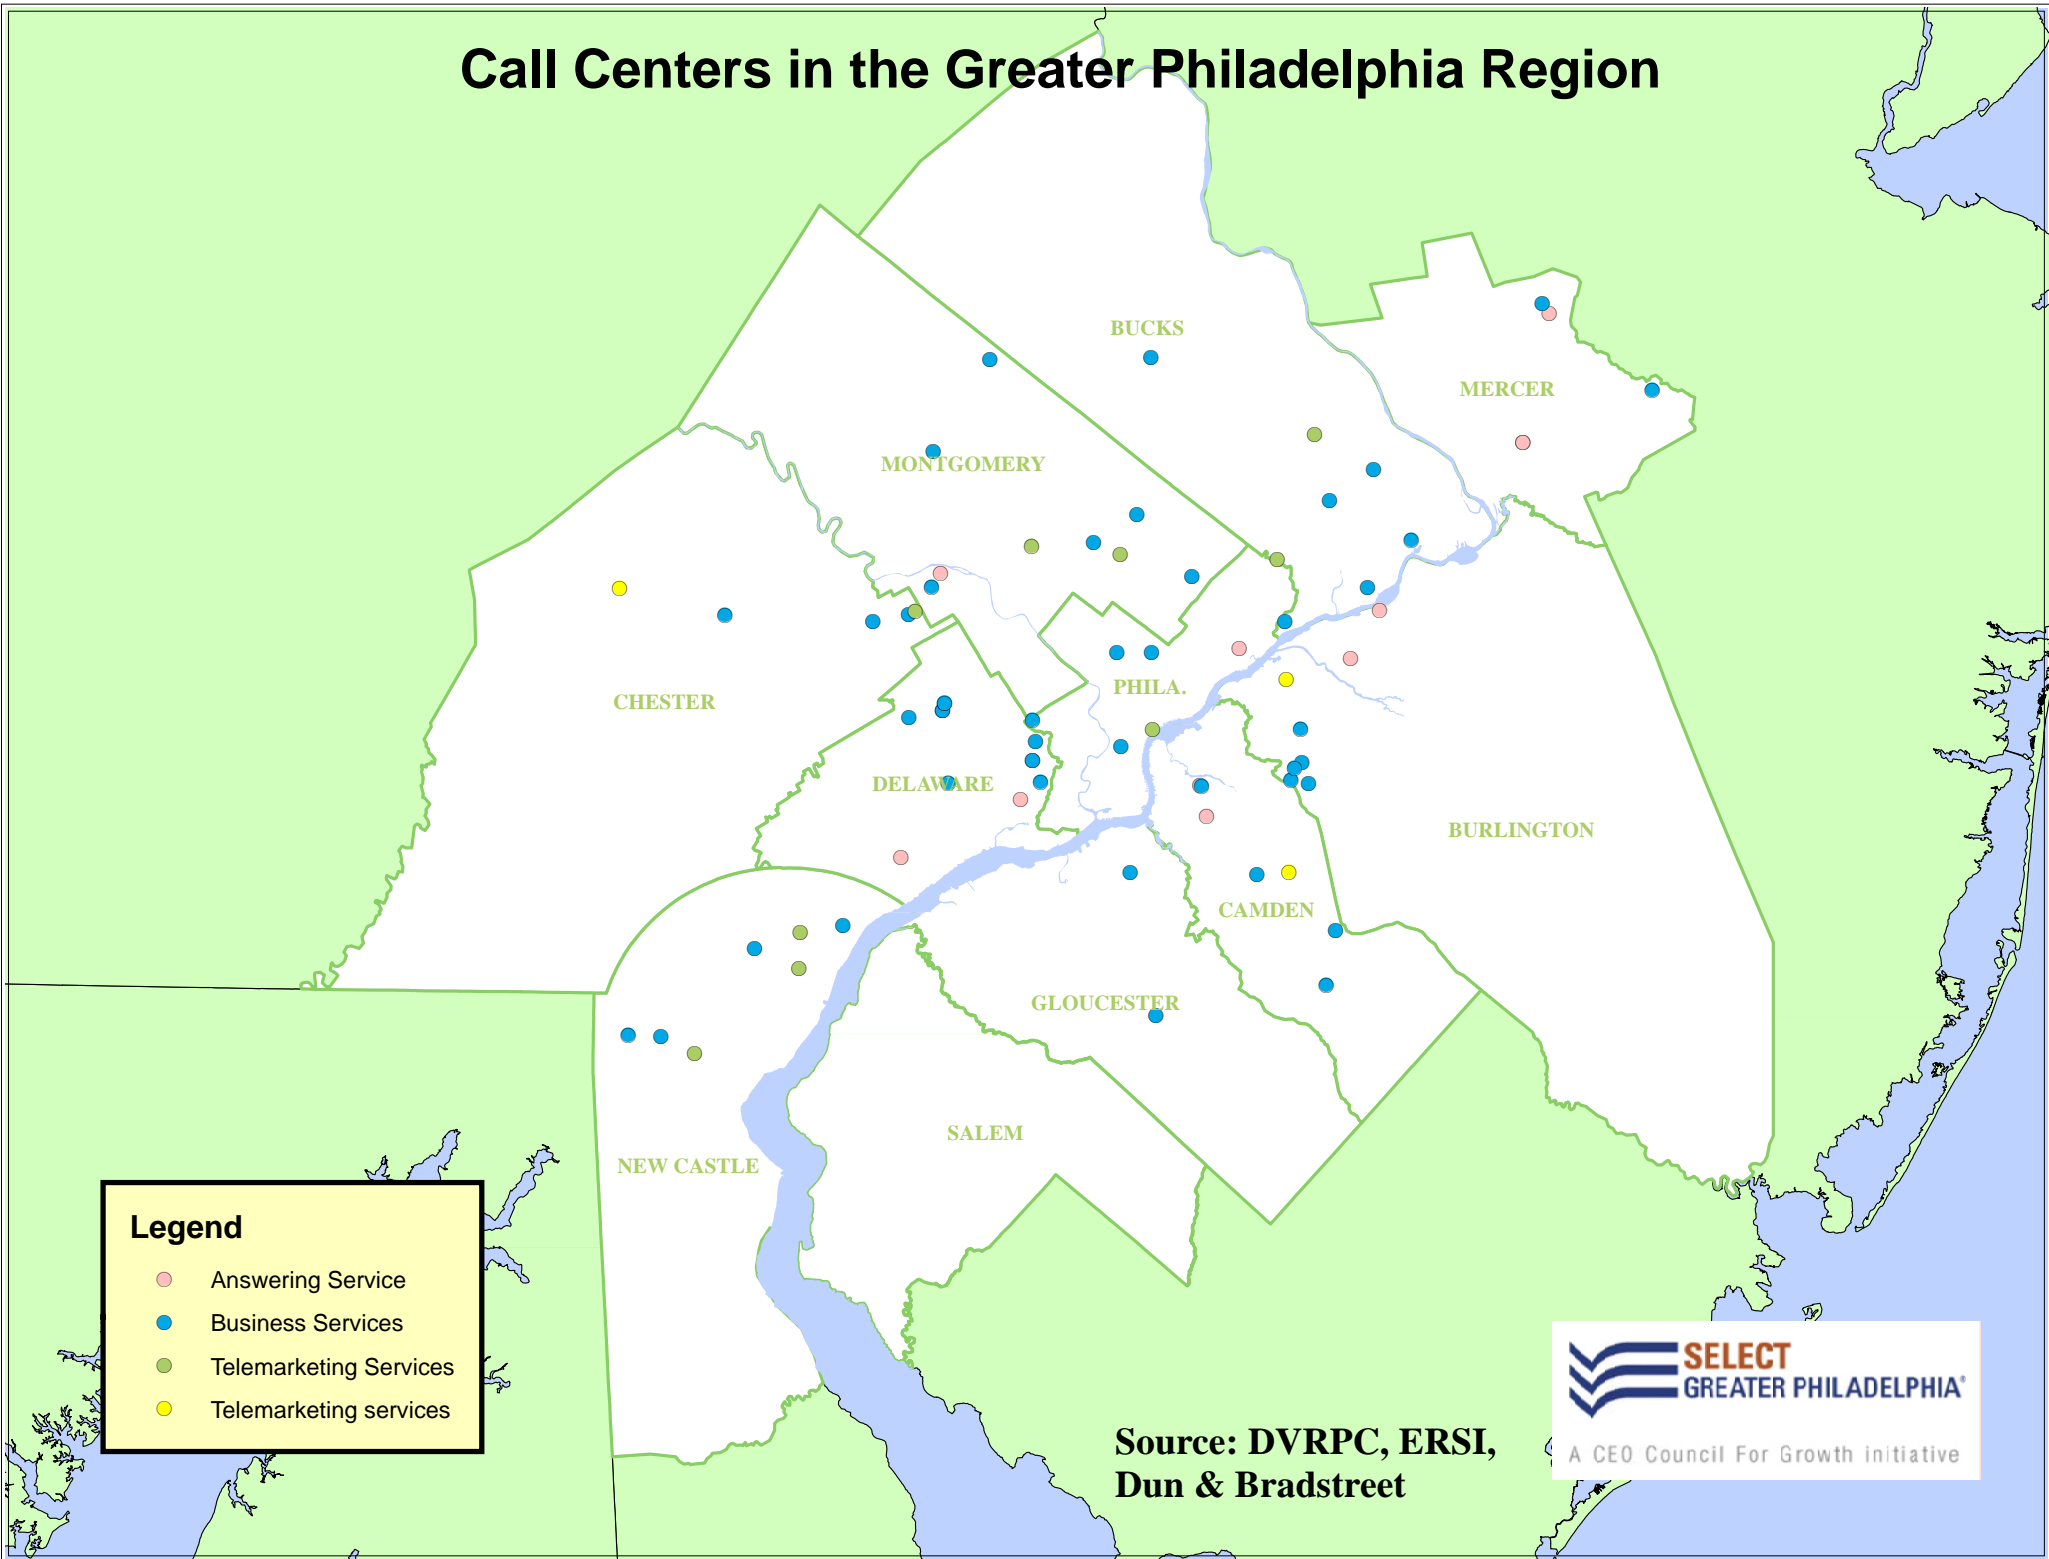 Call Centers in the Greater Philadelphia Region
BUCKS
MERCER
MONTGOMERY
CHESTER
PHILA.
DELAWARE
BURLINGTON
CAMDEN
GLOUCESTER
SALEM
NEW CASTLE
Legend
Answering Service
Business Services
Telemarketing Services
Telemarketing services
Source: DVRPC, ERSI,
Dun & Bradstreet
SELECT
GREATER PHILADELPHIA®
A CEO Council For Growth initiative